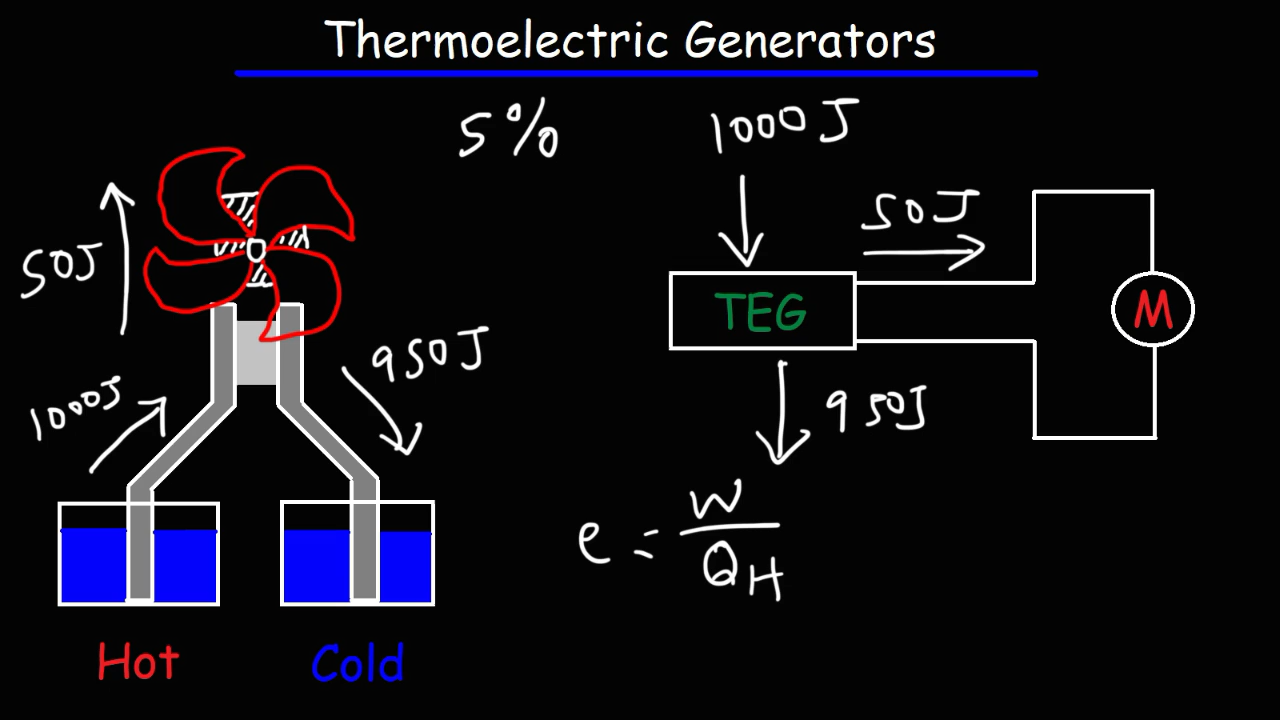 Thermoelectric Generators
5%
1000J
50J
50J
TEG
M
1000J
950J
950J
e = W/QH
Hot
Cold